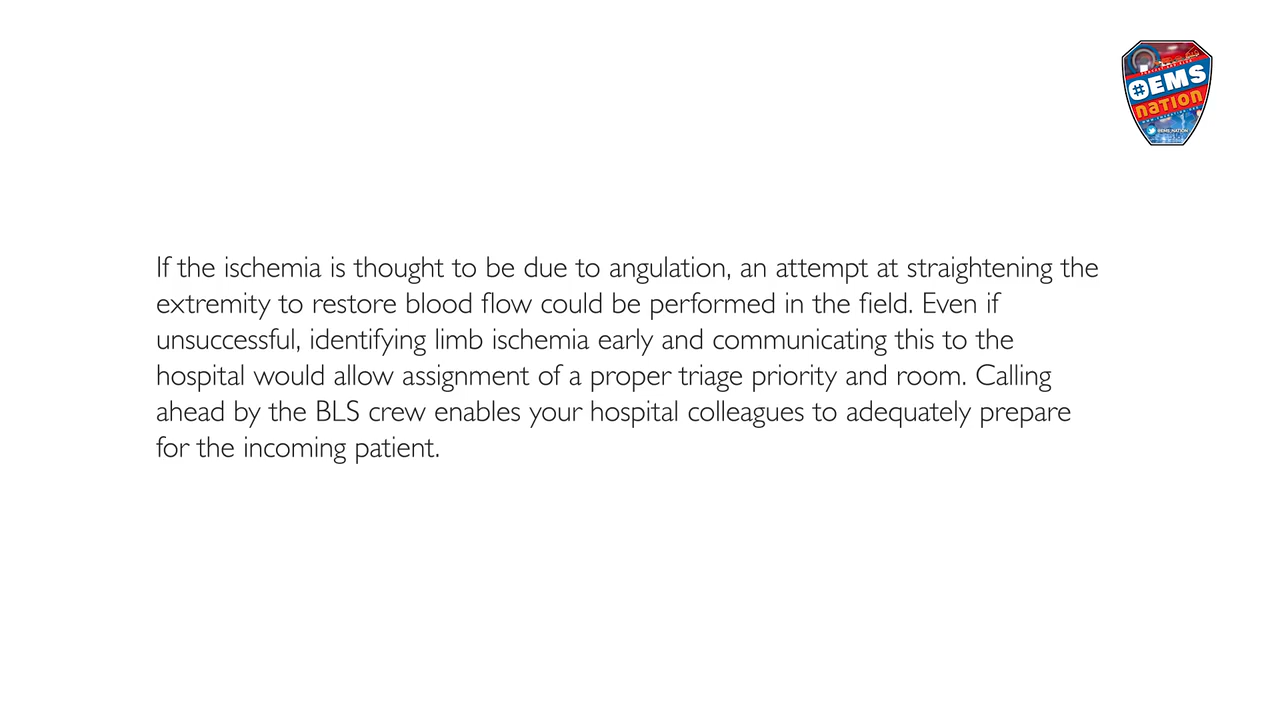 #EMS
nation
@EMS_NATION
If the ischemia is thought to be due to angulation, an attempt at straightening the
extremity to restore blood flow could be performed in the field. Even if
unsuccessful, identifying limb ischemia early and communicating this to the
hospital would allow assignment of a proper triage priority and room. Calling
ahead by the BLS crew enables your hospital colleagues to adequately prepare
for the incoming patient.